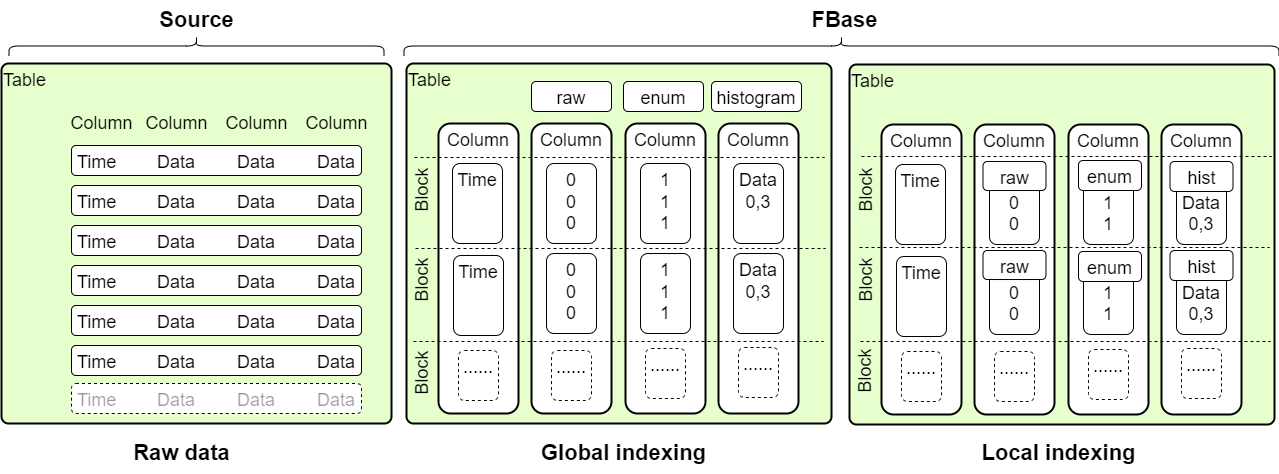 Source
FBase
Table
Column Column Column Column
Time Data Data Data
Time Data Data Data
Time Data Data Data
Time Data Data Data
Time Data Data Data
Time Data Data Data
Time Data Data Data
Raw data
Table
raw enum histogram
Column Column Column Column
Block
Time
0
0
0
1
1
1
Data
0,3
Block
Time
0
0
0
1
1
1
Data
0,3
Block
...... ...... ...... ......
Global indexing
Table
Column Column Column Column
Block
Time
raw
0
0
enum
1
1
hist
Data
0,3
Block
Time
raw
0
0
enum
1
1
hist
Data
0,3
Block
...... ...... ...... ......
Local indexing